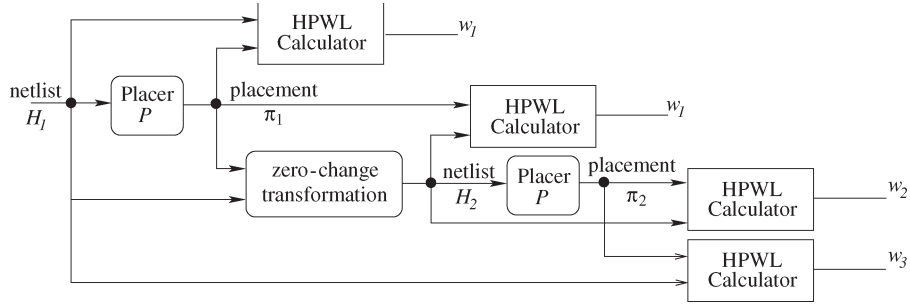 HPWL
Calculator
w1
netlist
H1
Placer
P
placement
π1
HPWL
Calculator
w1
zero-change
transformation
netlist
H2
Placer
P
placement
π2
HPWL
Calculator
w2
HPWL
Calculator
w3